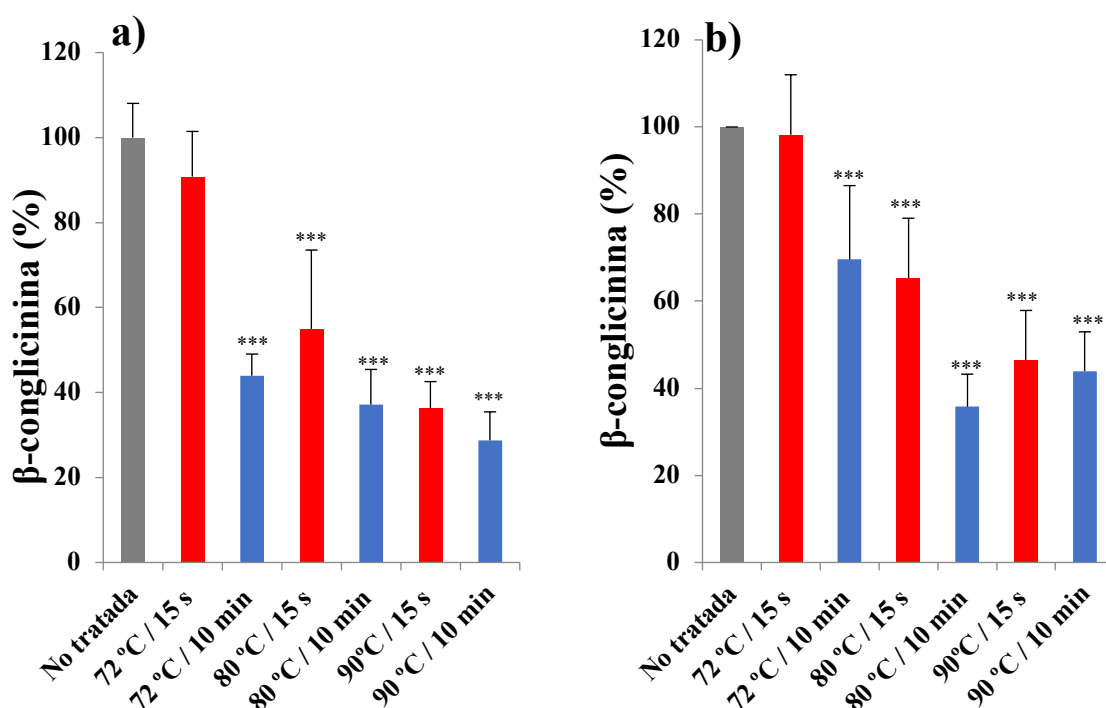 a)
β-conglicinina (%)
120
100
80
60
40
20
0
***
***
***
***
***
No tratada
72 ºC / 15 s
72 ºC / 10 min
80 ºC / 15 s
80 ºC / 10 min
90ºC / 15 s
90 ºC / 10 min
b)
β-conglicinina (%)
120
100
80
60
40
20
0
***
***
***
***
***
No tratada
72 ºC / 15 s
72 ºC / 10 min
80 ºC / 15 s
80 ºC / 10 min
90ºC / 15 s
90 ºC / 10 min